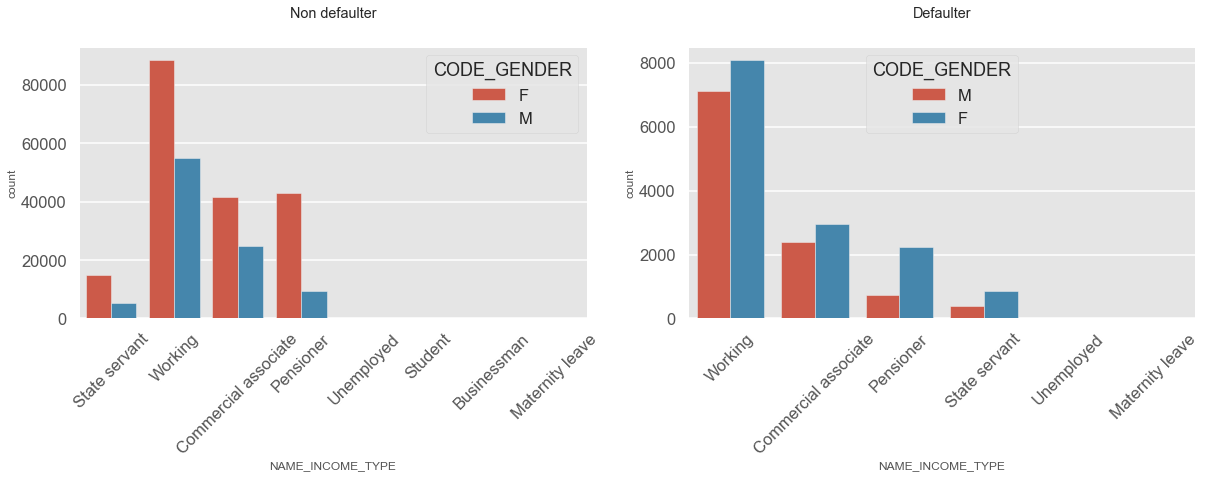 Non defaulter
CODE_GENDER
F
M
80000
60000
40000
20000
0
count
State servant
Working
Commercial associate
Pensioner
Unemployed
Student
Businessman
Maternity leave
NAME_INCOME_TYPE
Defaulter
CODE_GENDER
M
F
8000
6000
4000
2000
0
count
Working
Commercial associate
Pensioner
State servant
Unemployed
Maternity leave
NAME_INCOME_TYPE